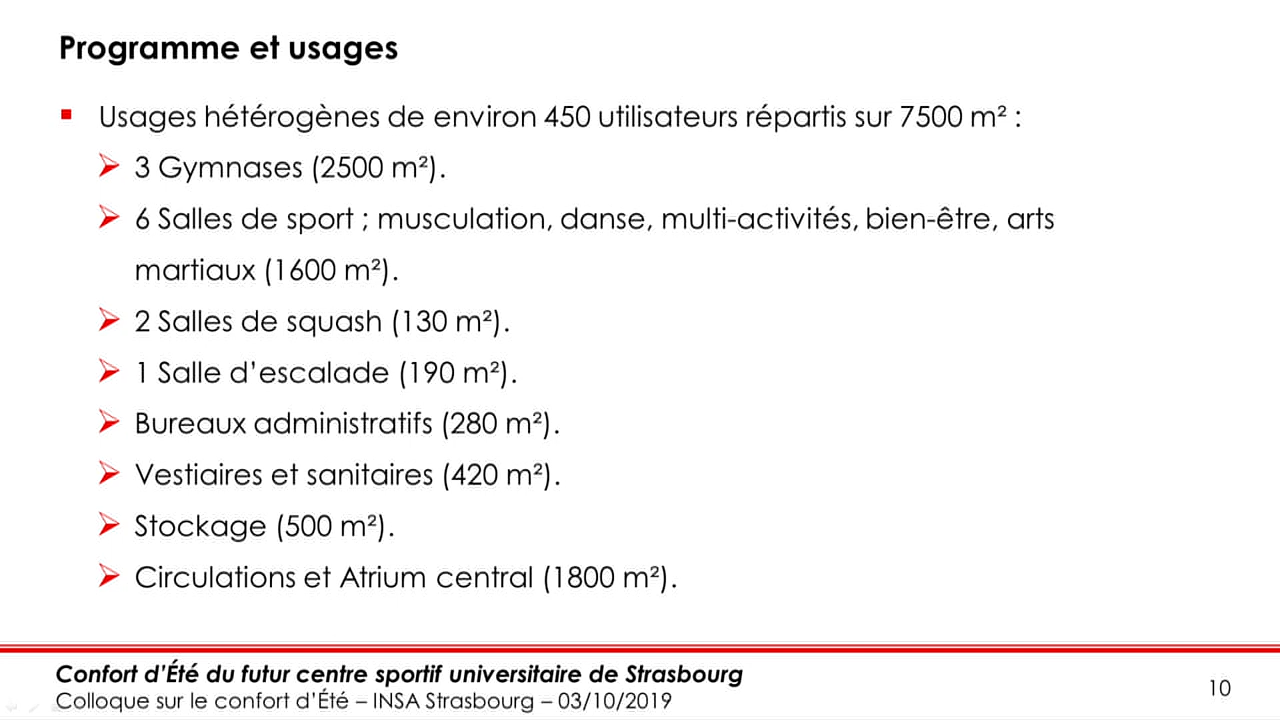 Programme et usages
Usages hétérogènes de environ 450 utilisateurs répartis sur 7500 m² :
3 Gymnases (2500 m²).
6 Salles de sport ; musculation, danse, multi-activités, bien-être, arts
martiaux (1600 m²).
2 Salles de squash (130 m²).
1 Salle d'escalade (190 m²).
Bureaux administratifs (280 m²).
Vestiaires et sanitaires (420 m²).
Stockage (500 m²).
Circulations et Atrium central (1800 m²).
Confort d'Été du futur centre sportif universitaire de Strasbourg
Colloque sur le confort d'Été – INSA Strasbourg – 03/10/2019
10